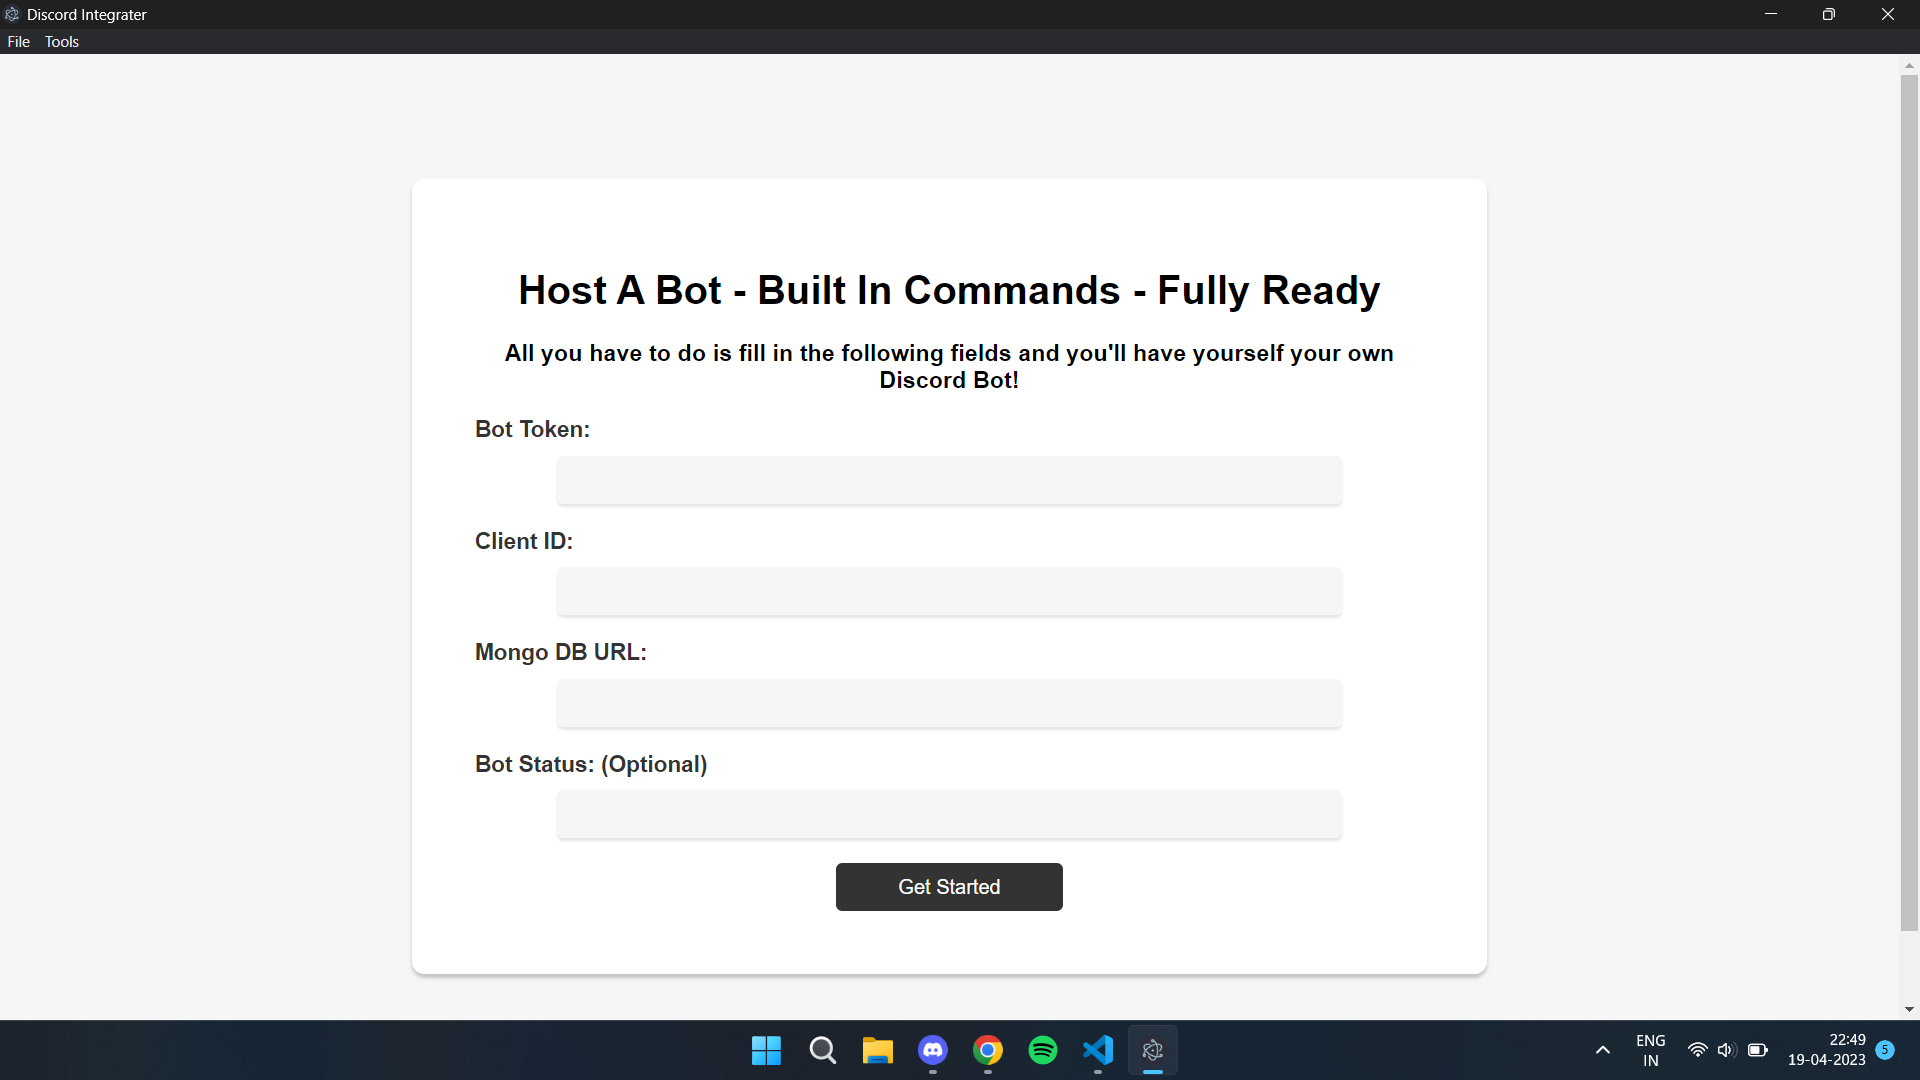 Discord Integrater
File Tools
Host A Bot - Built In Commands - Fully Ready
All you have to do is fill in the following fields and you'll have yourself your own
Discord Bot!
Bot Token:
Client ID:
Mongo DB URL:
Bot Status: (Optional)
Get Started
ENG
IN
22:49
19-04-2023
5